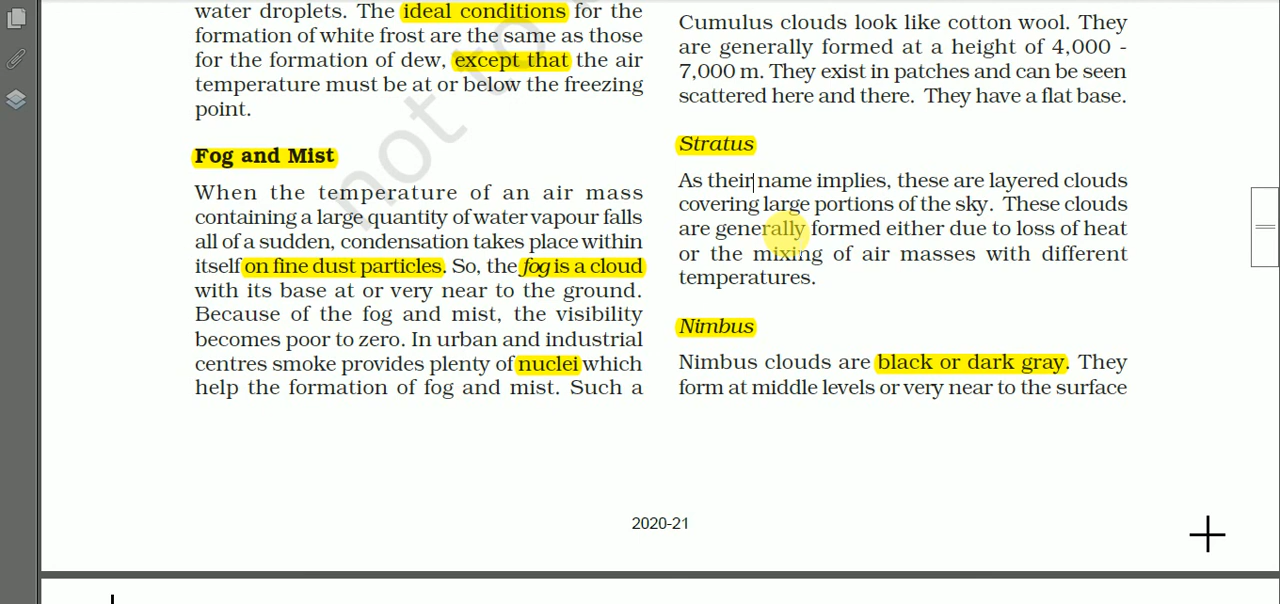 water droplets. The ideal conditions for the
formation of white frost are the same as those
for the formation of dew, except that the air
temperature must be at or below the freezing
point.
Fog and Mist
When the temperature of an air mass
containing a large quantity of water vapour falls
all of a sudden, condensation takes place within
itself on fine dust particles. So, the fog is a cloud
with its base at or very near to the ground.
Because of the fog and mist, the visibility
becomes poor to zero. In urban and industrial
centres smoke provides plenty of nuclei which
help the formation of fog and mist. Such a
Cumulus clouds look like cotton wool. They
are generally formed at a height of 4,000 -
7,000 m. They exist in patches and can be seen
scattered here and there. They have a flat base.
Stratus
As their name implies, these are layered clouds
covering large portions of the sky. These clouds
are generally formed either due to loss of heat
or the mixing of air masses with different
temperatures.
Nimbus
Nimbus clouds are black or dark gray. They
form at middle levels or very near to the surface
not to
2020-21